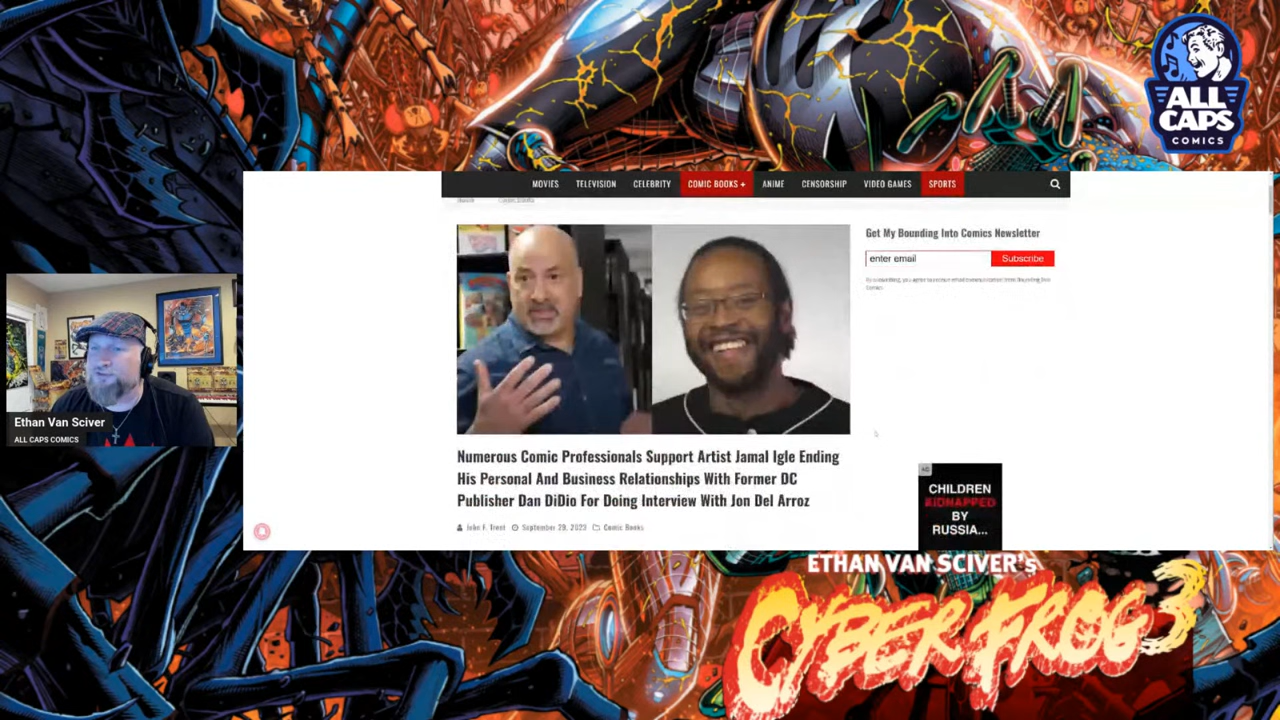 ALL
CAPS
COMICS
MOVIES TELEVISION CELEBRITY COMIC BOOKS + ANIME CENSORSHIP VIDEO GAMES SPORTS
Get My Bounding Into Comics Newsletter
enter email Subscribe
Numerous Comic Professionals Support Artist Jamal Igle Ending
His Personal And Business Relationships With Former DC
Publisher Dan DiDio For Doing Interview With Jon Del Arroz
John F. Trent September 29, 2023 Comic Books
AD
CHILDREN
KIDNAPPED
BY
RUSSIA...
Ethan Van Sciver
ALL CAPS COMICS
ETHAN VAN SCIVER's
CYBERFROG 3